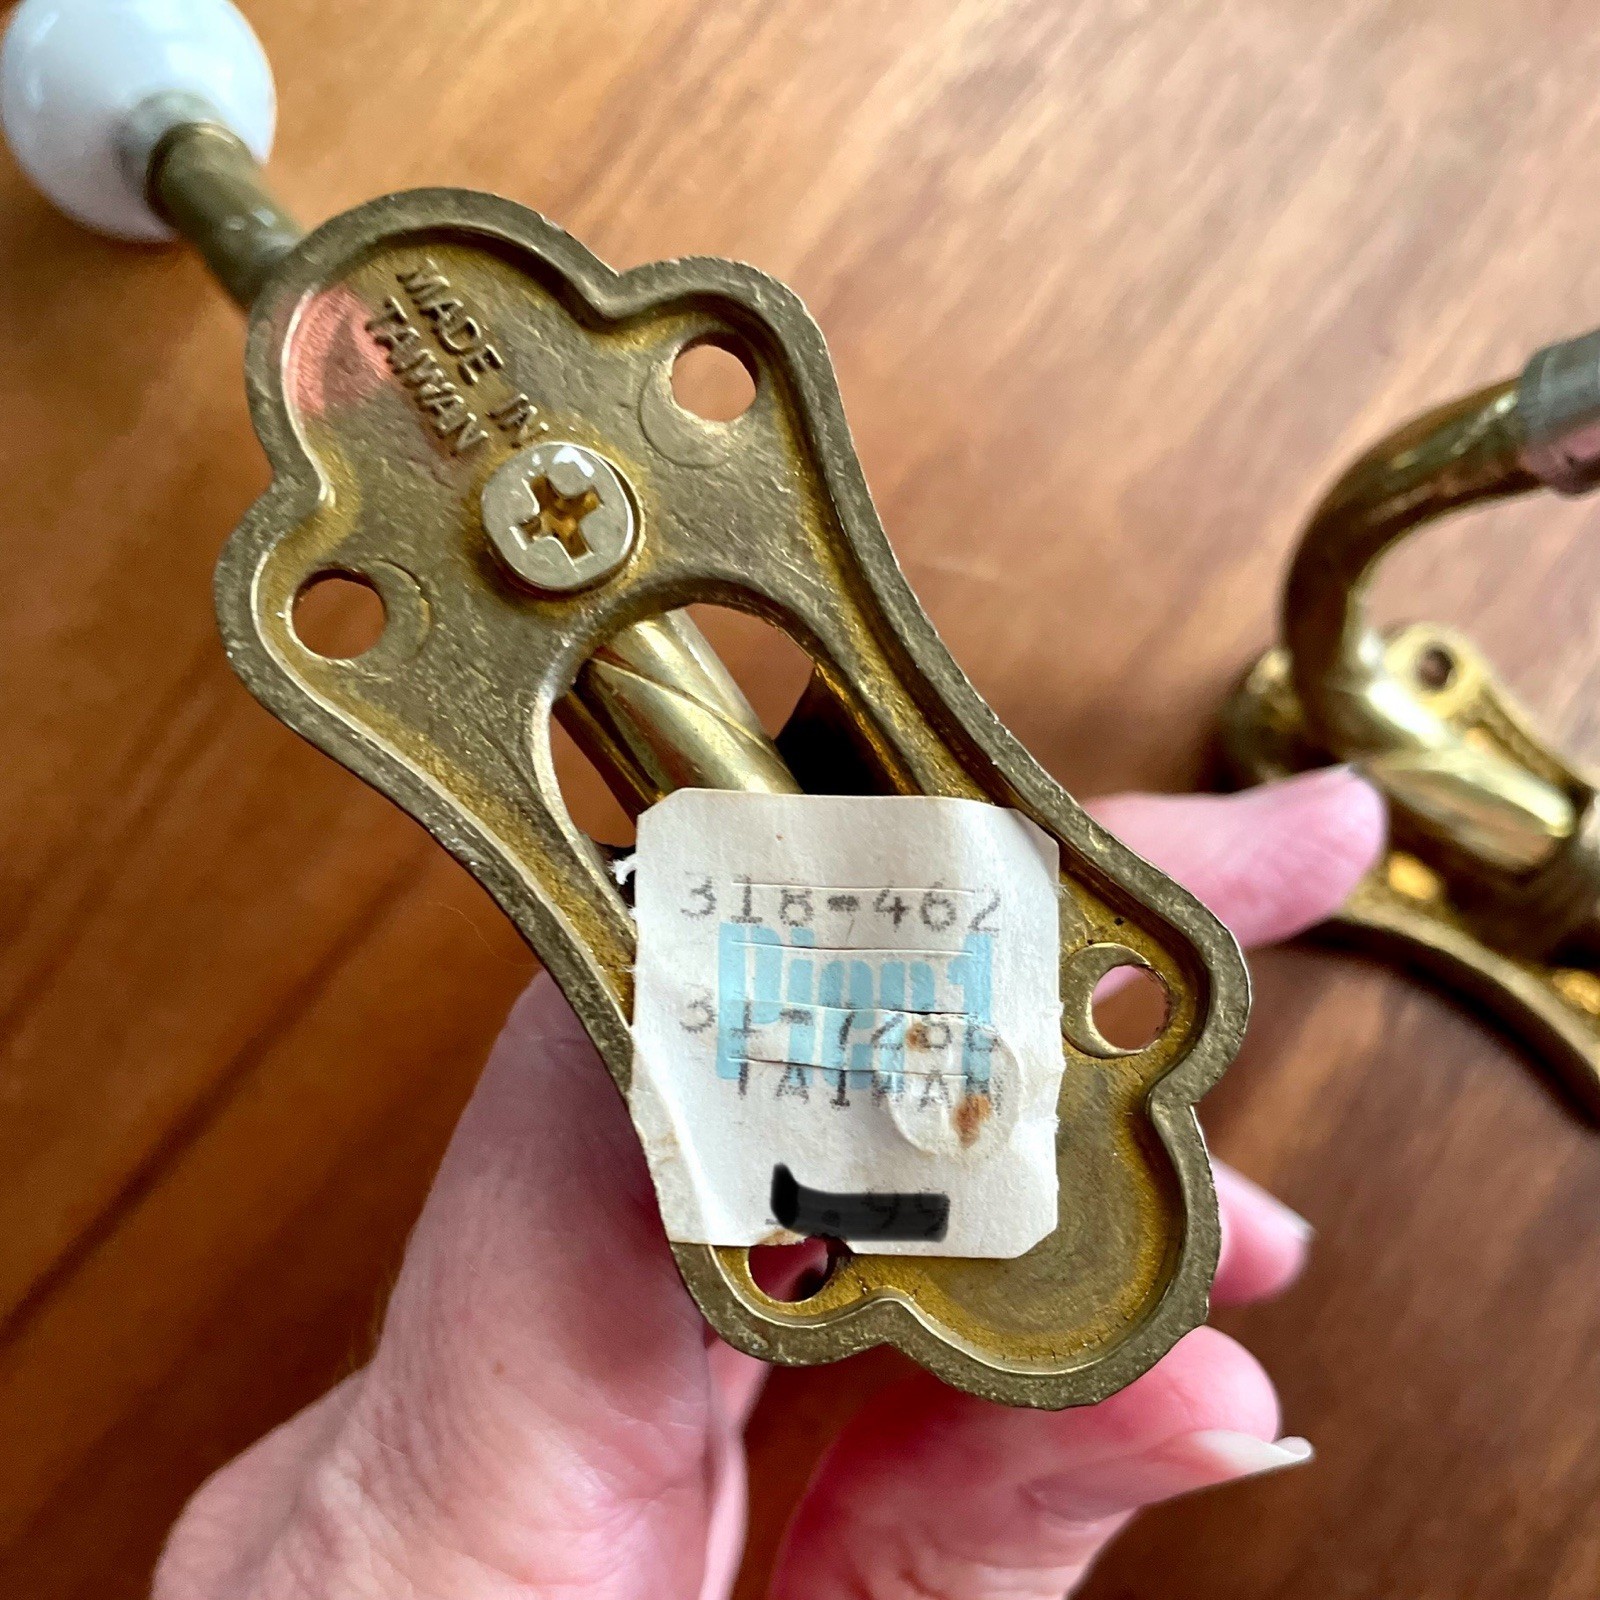 MADE IN
TAIWAN
318-462
Pier 1
TAIWAN